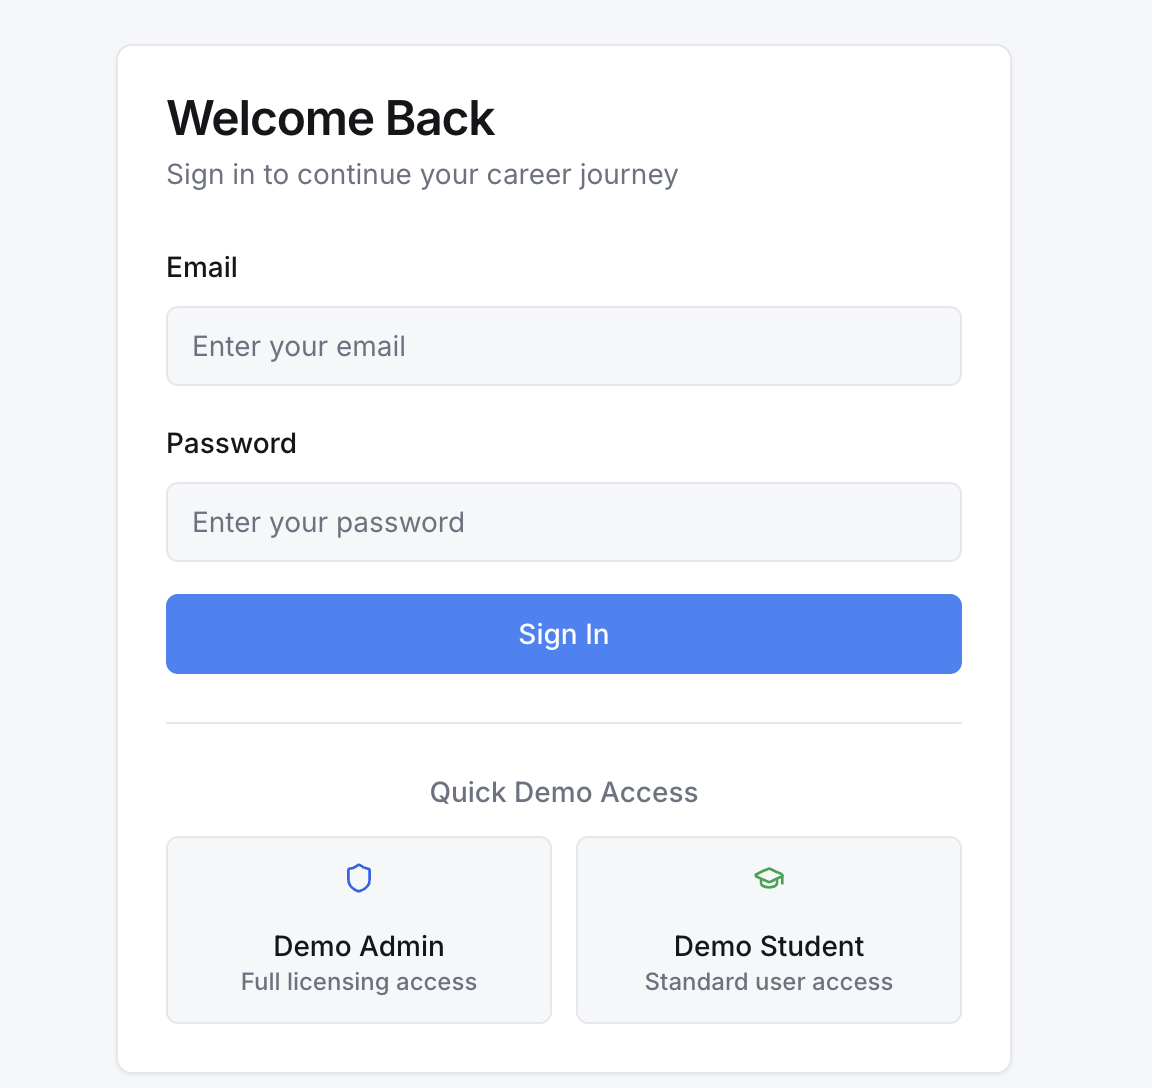 Welcome Back
Sign in to continue your career journey
Email
Enter your email
Password
Enter your password
Sign In
Quick Demo Access
Demo Admin
Full licensing access
Demo Student
Standard user access